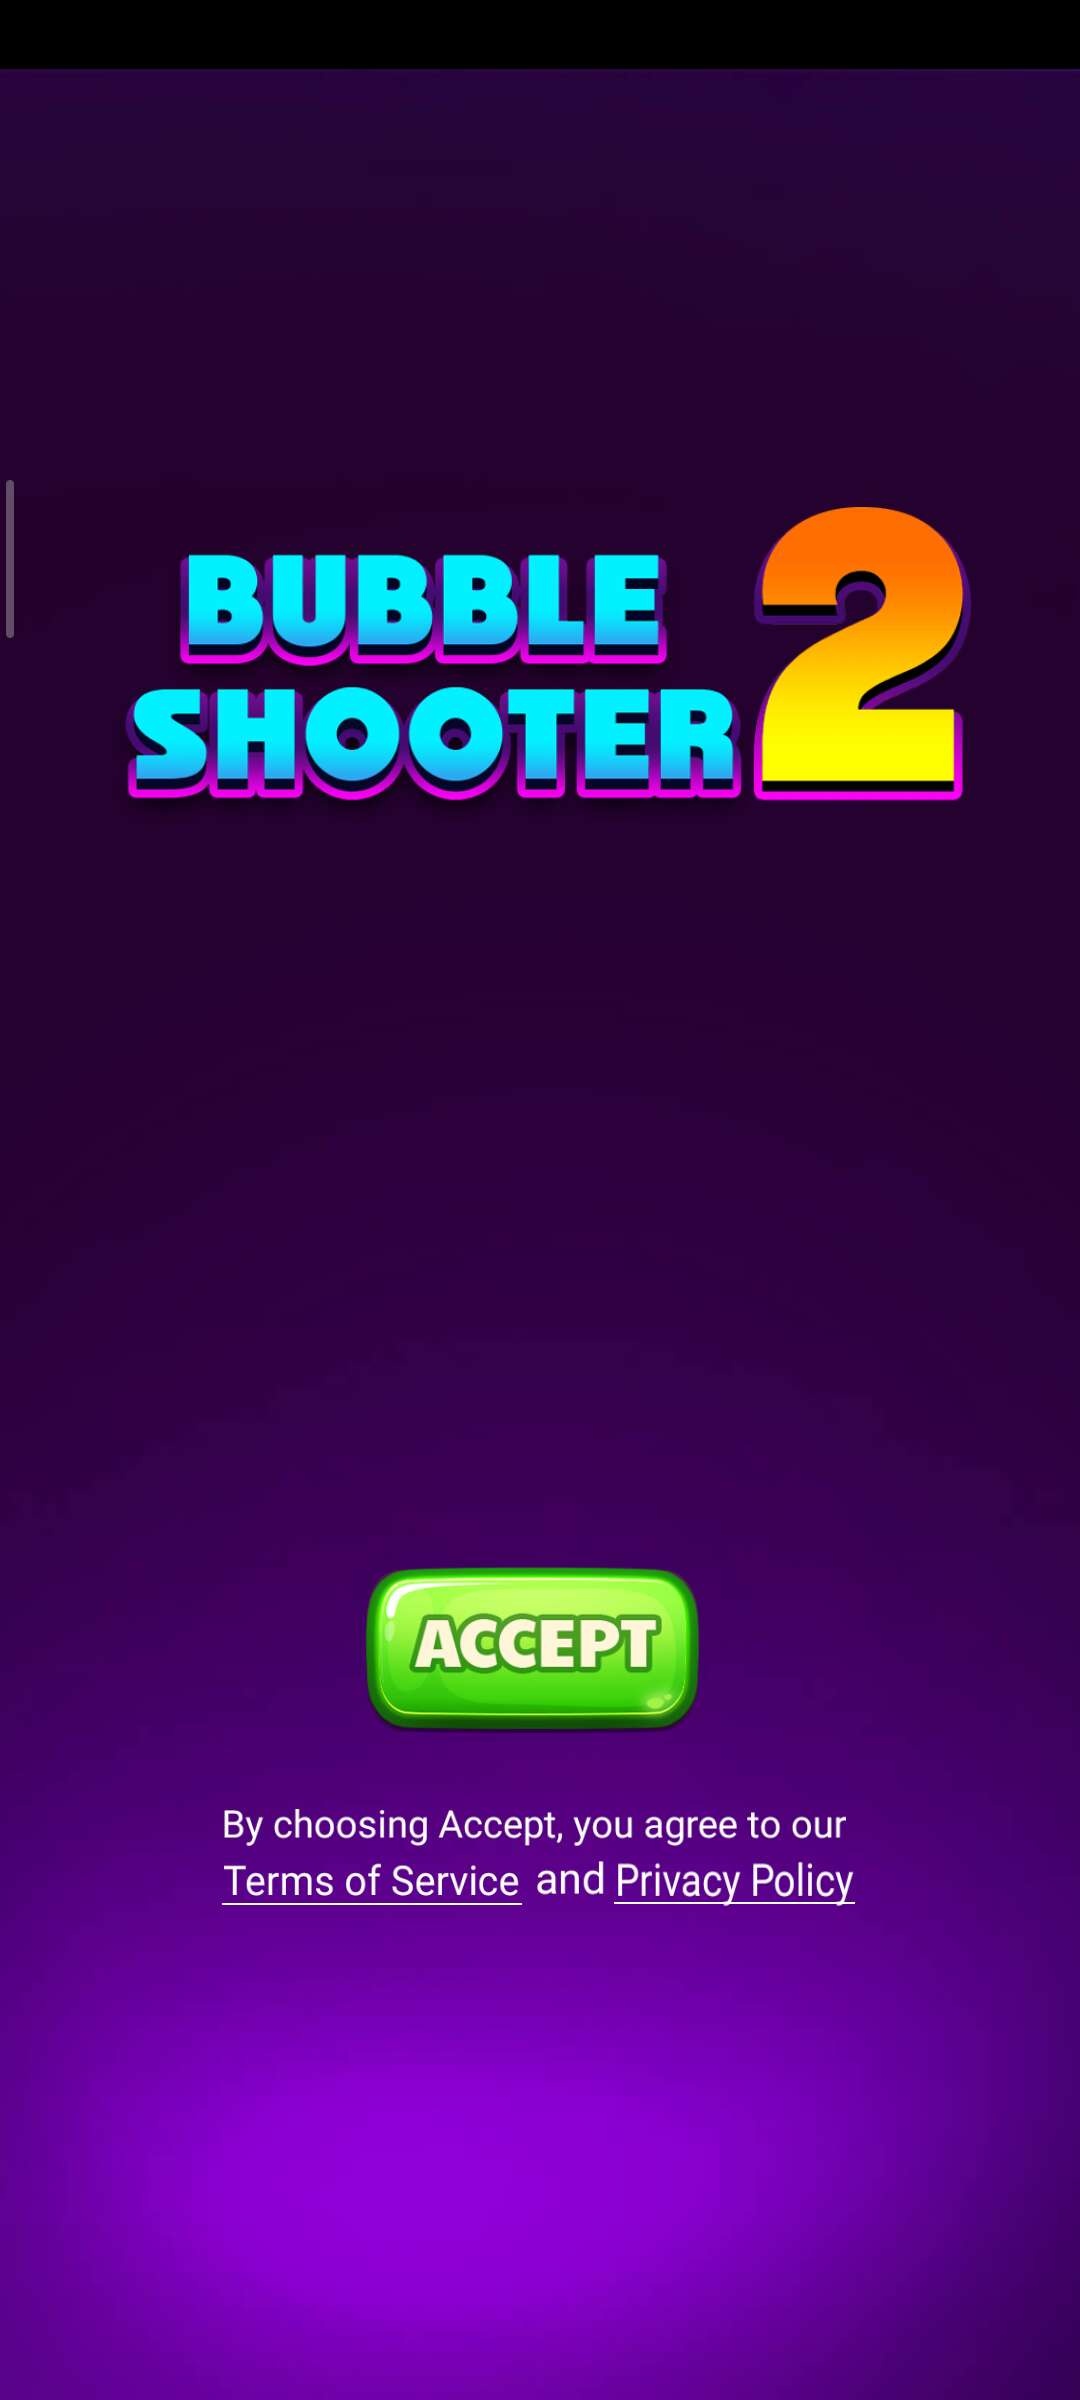 BUBBLE
SHOOTER 2
ACCEPT
By choosing Accept, you agree to our
Terms of Service and Privacy Policy